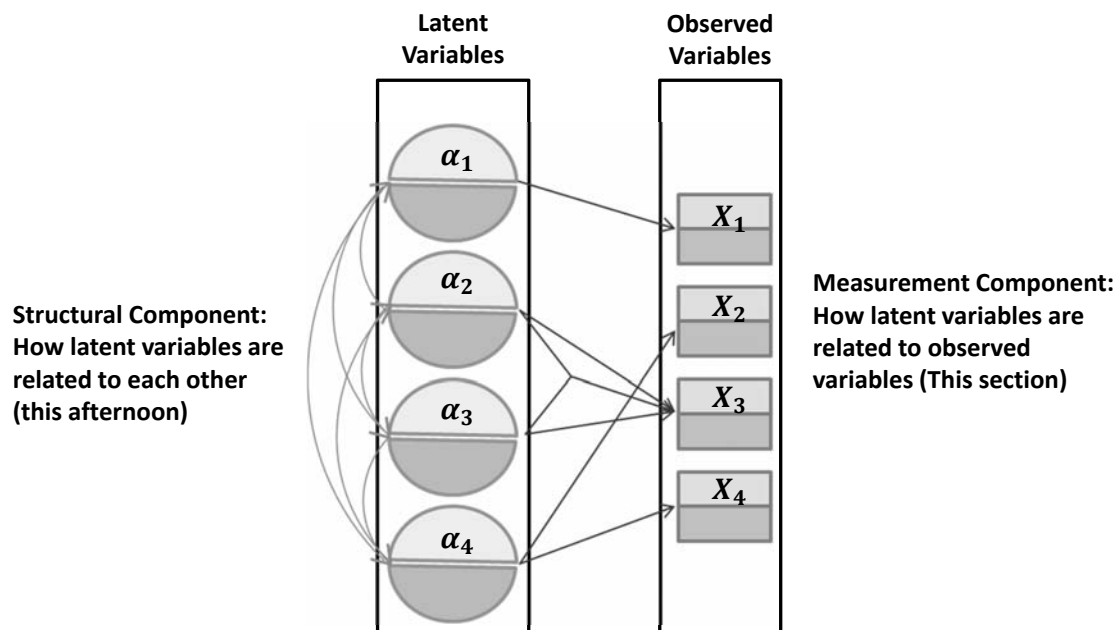 Latent
Variables
Observed
Variables
α₁
α₂
α₃
α₄
X₁
X₂
X₃
X₄
Structural Component:
How latent variables are
related to each other
(this afternoon)
Measurement Component:
How latent variables are
related to observed
variables (This section)